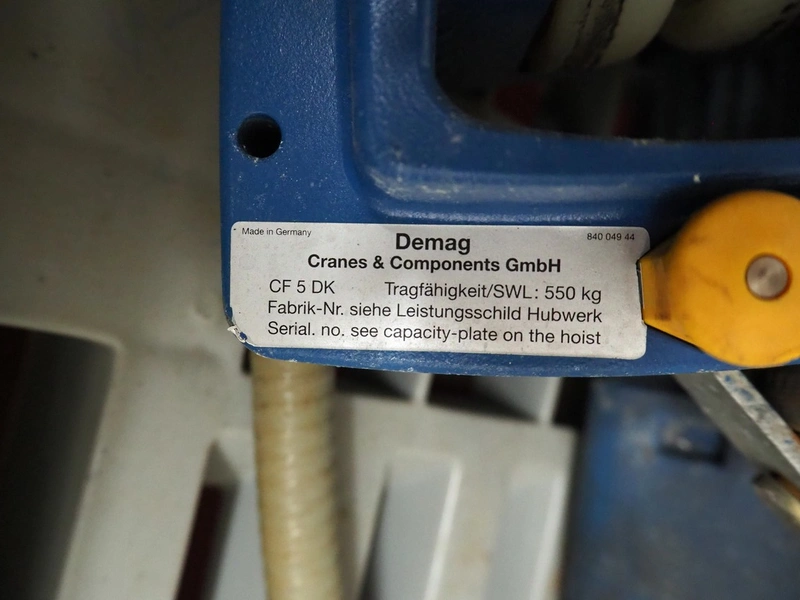 Made in Germany
840 049 44
Demag
Cranes & Components GmbH
CF 5 DK Tragfähigkeit/SWL: 550 kg
Fabrik-Nr. siehe Leistungsschild Hubwerk
Serial. no. see capacity-plate on the hoist